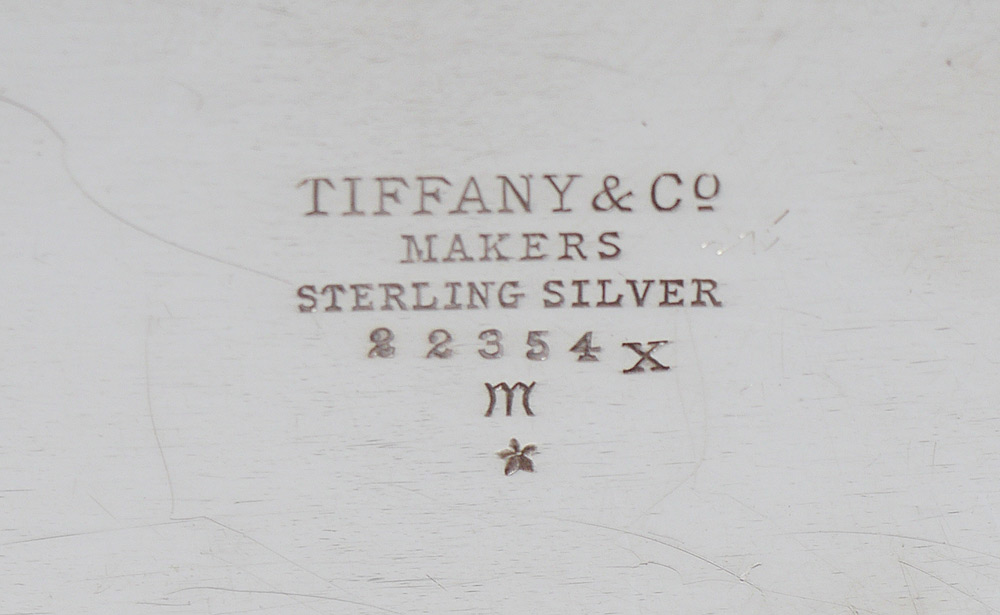 TIFFANY & Cº
MAKERS
STERLING SILVER
22354 X
m